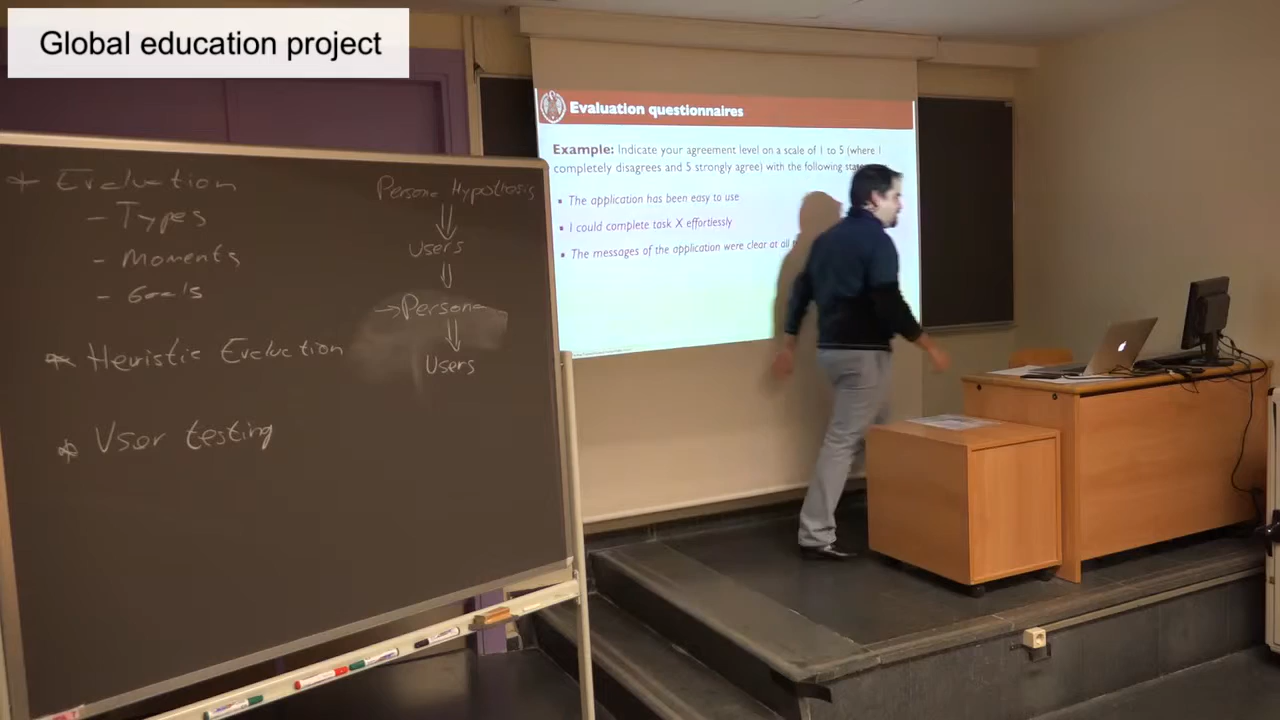 Global education project
* Evaluation
- Types
- Moments
- Goals
* Heuristic Evaluation
* User testing
Persona Hypothesis
Users
Persona
Users
Evaluation questionnaires
Example: Indicate your agreement level on a scale of 1 to 5 (where 1
completely disagrees and 5 strongly agree) with the following
The application has been easy to use
I could complete task X effortlessly
The messages of the application were clear at all